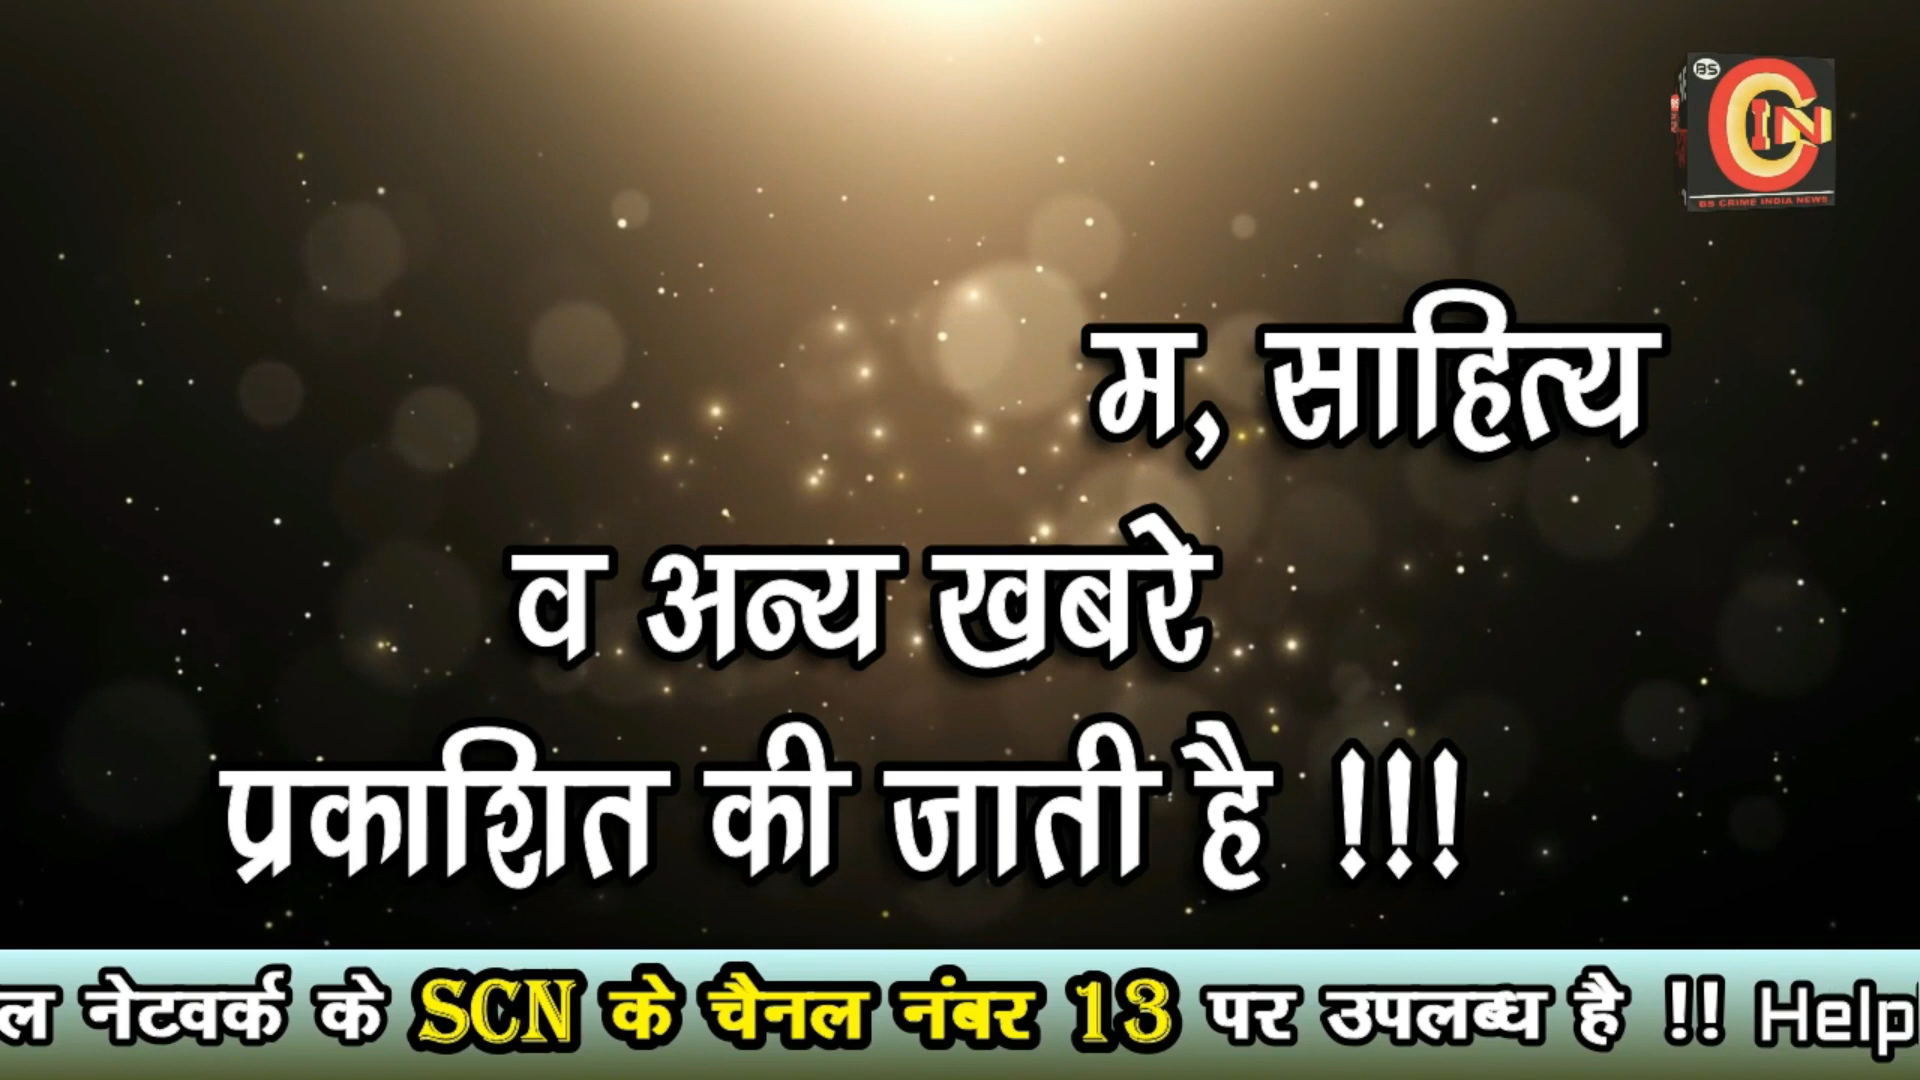 BS
C IN
BS CRIME INDIA NEWS
म, साहित्य
व अन्य खबरे
प्रकाशित की जाती है !!!
ल नेटवर्क के SCN के चैनल नंबर 13 पर उपलब्ध है !! Help